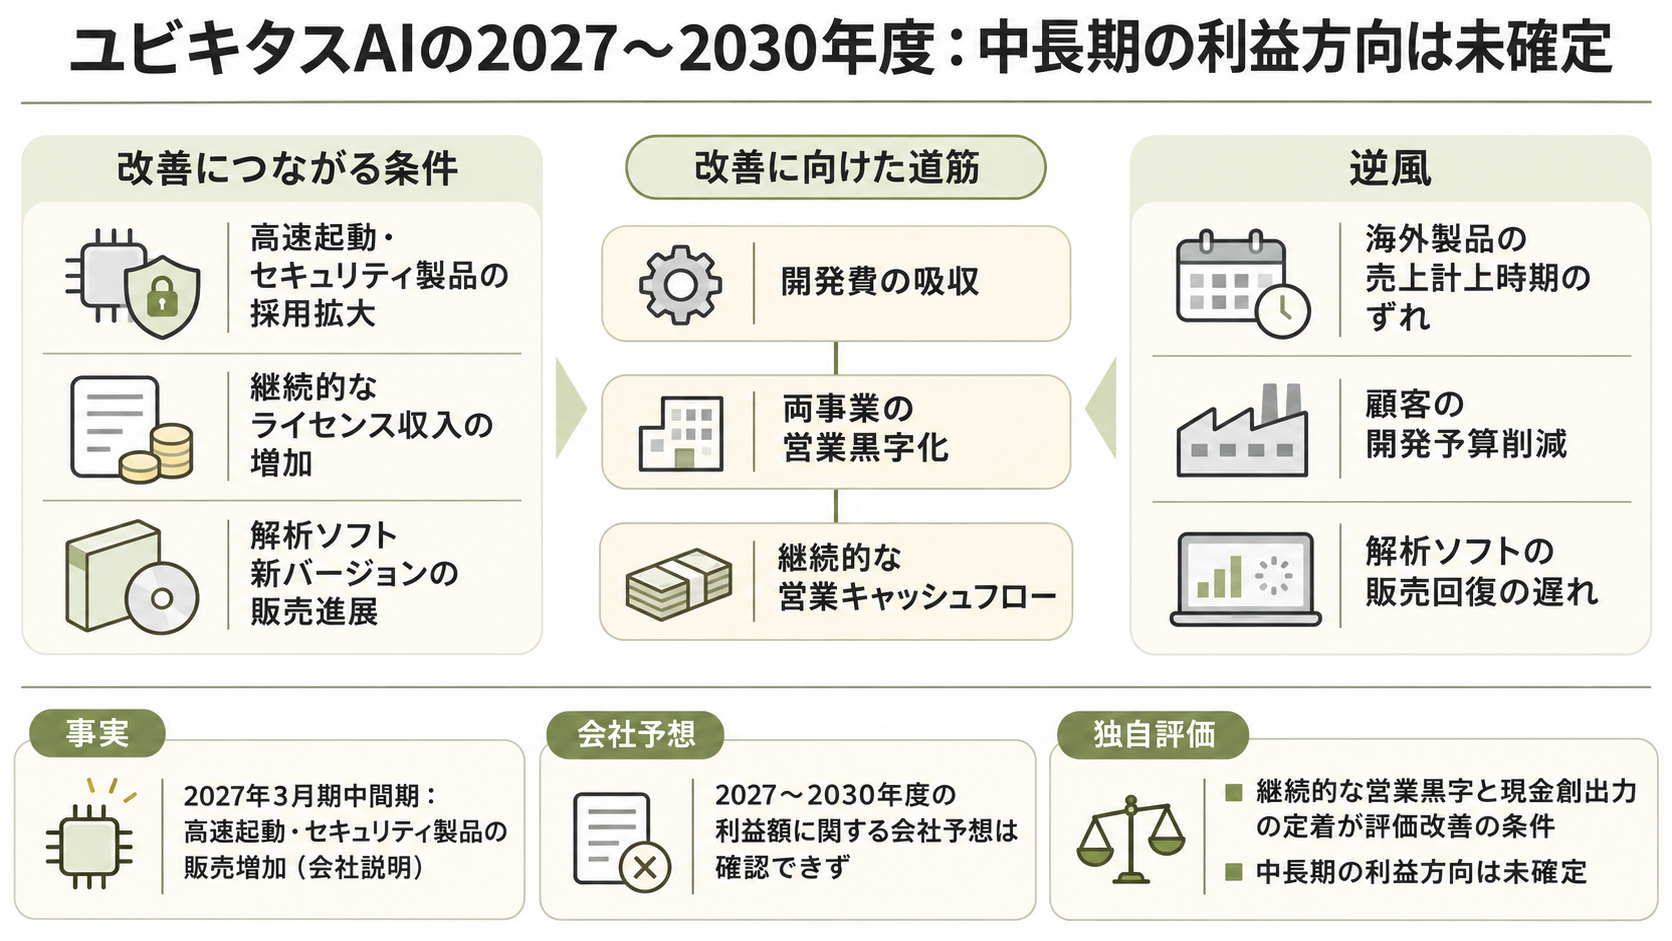 ユビキタスAIの2027〜2030年度：中長期の利益方向は未確定
改善につながる条件
高速起動・
セキュリティ製品の
採用拡大
継続的な
ライセンス収入の
増加
解析ソフト
新バージョンの
販売進展
改善に向けた道筋
開発費の吸収
両事業の
営業黒字化
継続的な
営業キャッシュフロー
逆風
海外製品の
売上計上時期の
ずれ
顧客の
開発予算削減
解析ソフトの
販売回復の遅れ
事実
2027年3月期中間期：
高速起動・セキュリティ製品の
販売増加（会社説明）
会社予想
2027〜2030年度の
利益額に関する会社予想は
確認できず
独自評価
継続的な営業黒字と現金創出力
の定着が評価改善の条件
中長期の利益方向は未確定